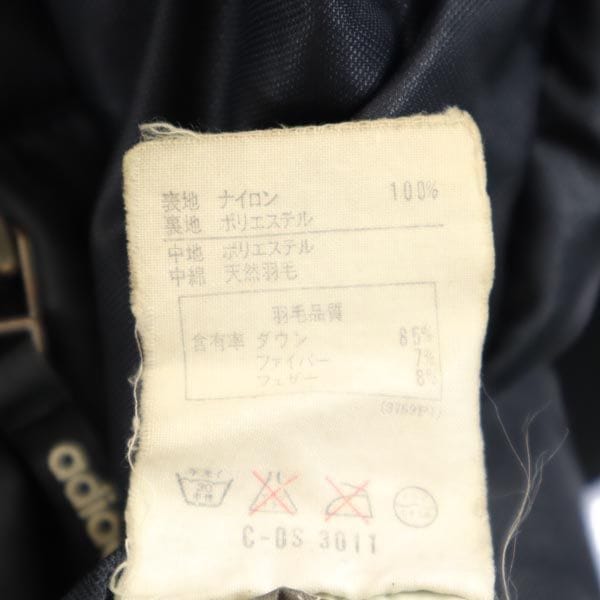 表地 ナイロン 100%
裏地 ポリエステル
中地 ポリエステル
中綿 天然羽毛
羽毛品質
含有率 ダウン 85%
ファイバー 7%
フェザー 8%
C-DS 3011
adida